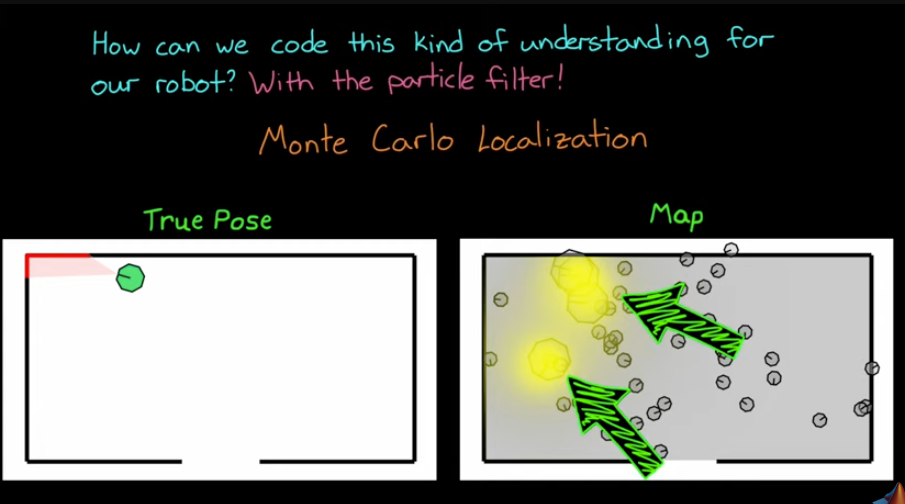 How can we code this kind of understanding for
our robot? With the particle filter!
Monte Carlo Localization
True Pose
Map